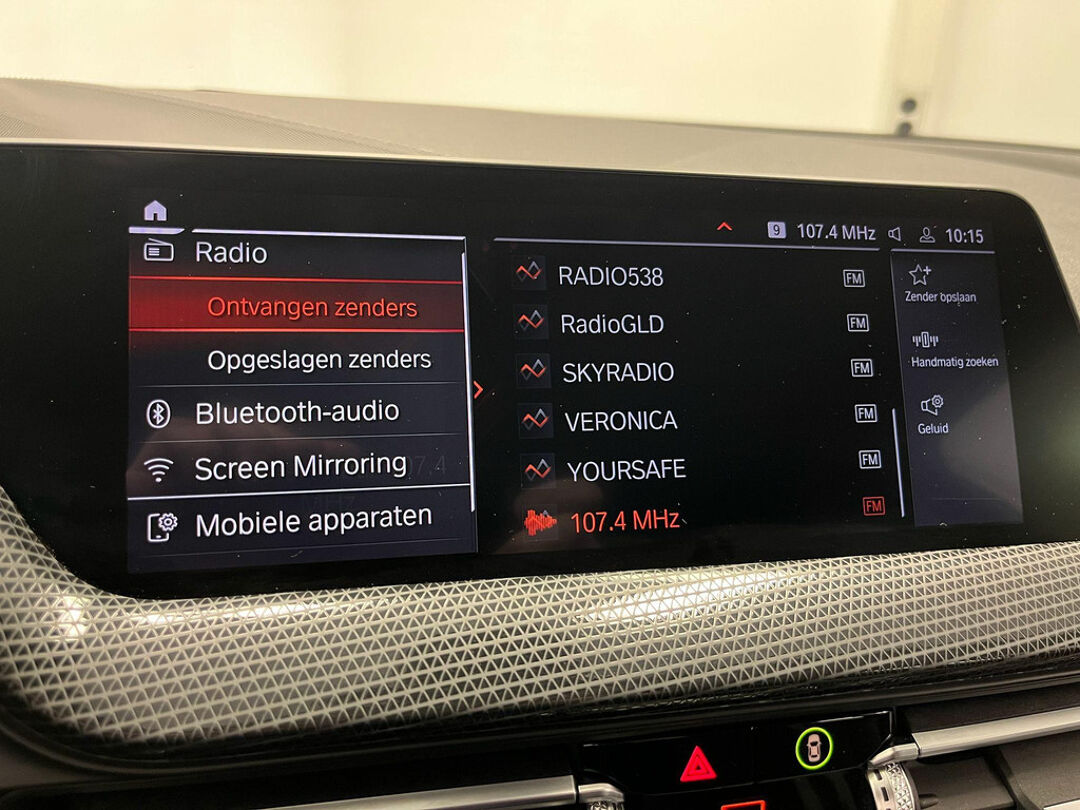 9 107.4 MHz 10:15
Radio
Ontvangen zenders
Opgeslagen zenders
Bluetooth-audio
Screen Mirroring
Mobiele apparaten
RADIO538 FM
RadioGLD FM
SKYRADIO FM
VERONICA FM
YOURSAFE FM
107.4 MHz FM
Zender opslaan
Handmatig zoeken
Geluid